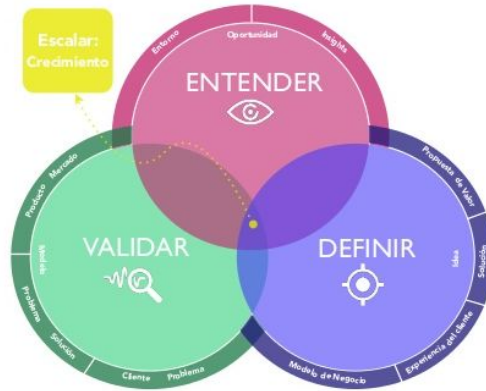 Escalar:
Crecimiento
Entorno
Oportunidad
Insights
ENTENDER
Producto Mercado
Problema
Solución
Cliente Problema
VALIDAR
Propuesta de Valor
Solución
Experiencia del cliente
Modelo de Negocio
Idea
DEFINIR